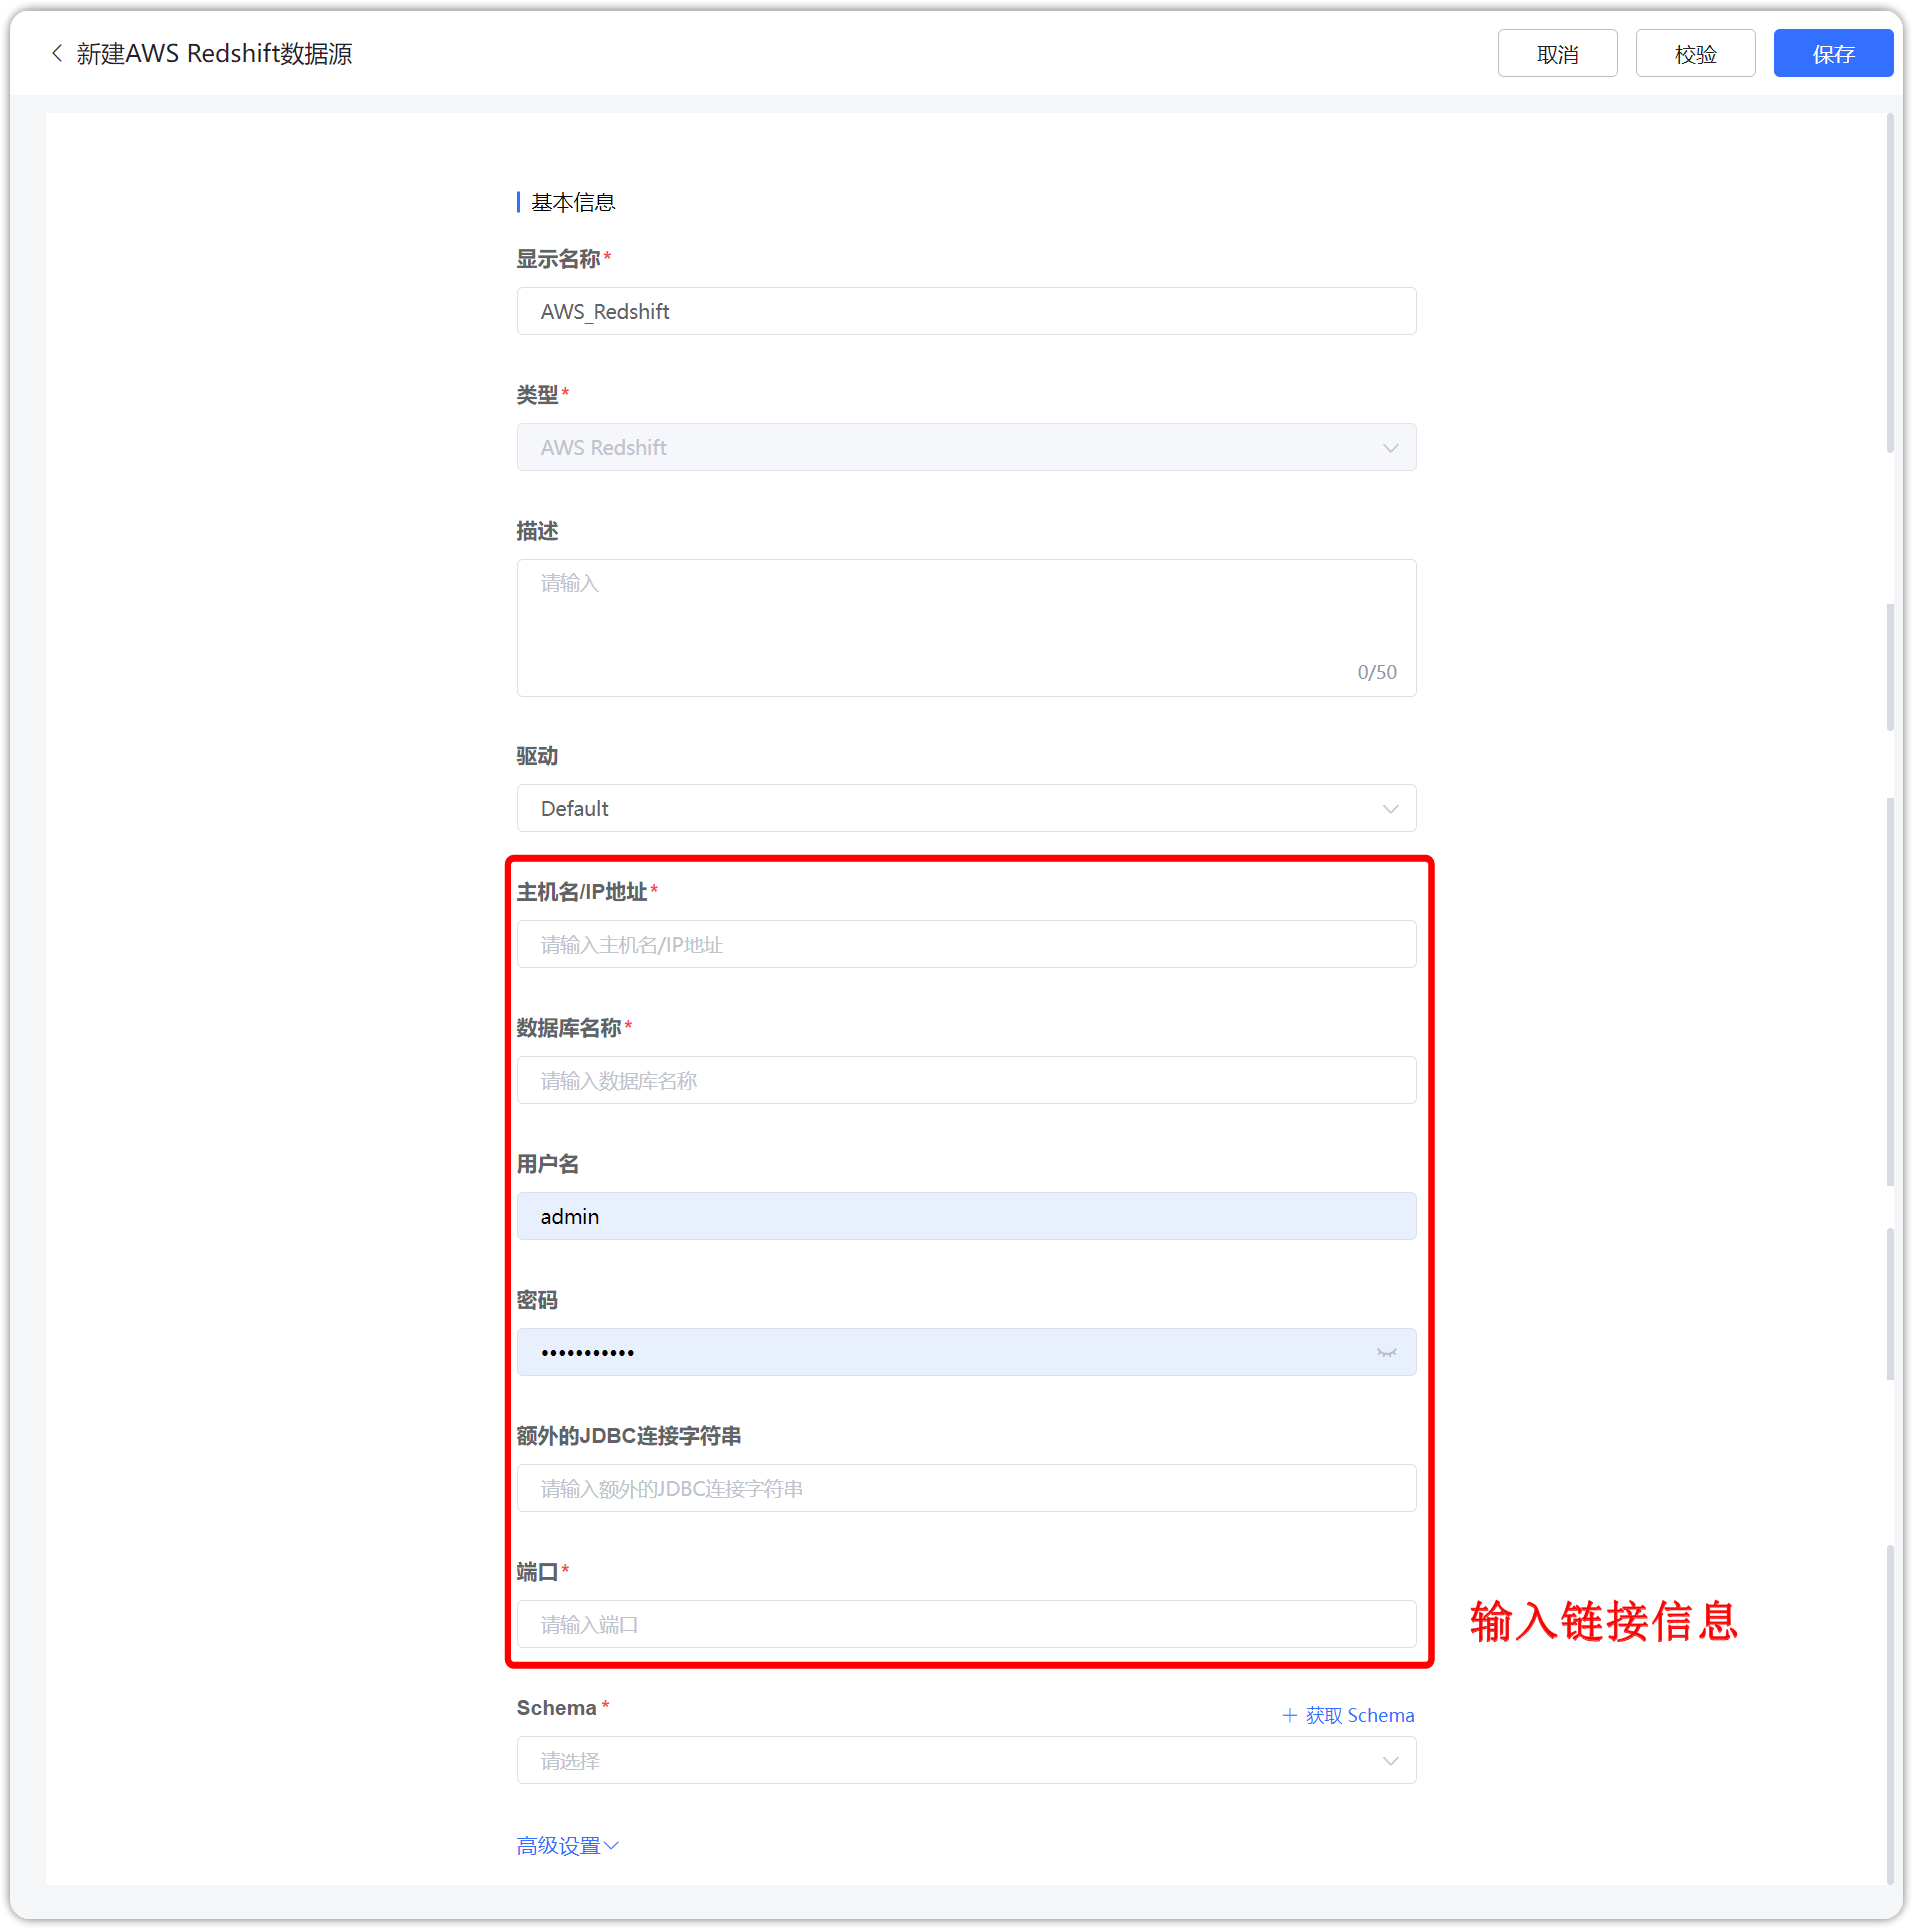 新建AWS Redshift数据源
取消
校验
保存
基本信息
显示名称*
AWS_Redshift
类型*
AWS Redshift
描述
请输入
0/50
驱动
Default
主机名/IP地址*
请输入主机名/IP地址
数据库名称*
请输入数据库名称
用户名
admin
密码
•••••••••••
额外的JDBC连接字符串
请输入额外的JDBC连接字符串
端口*
请输入端口
输入链接信息
Schema*
+ 获取 Schema
请选择
高级设置